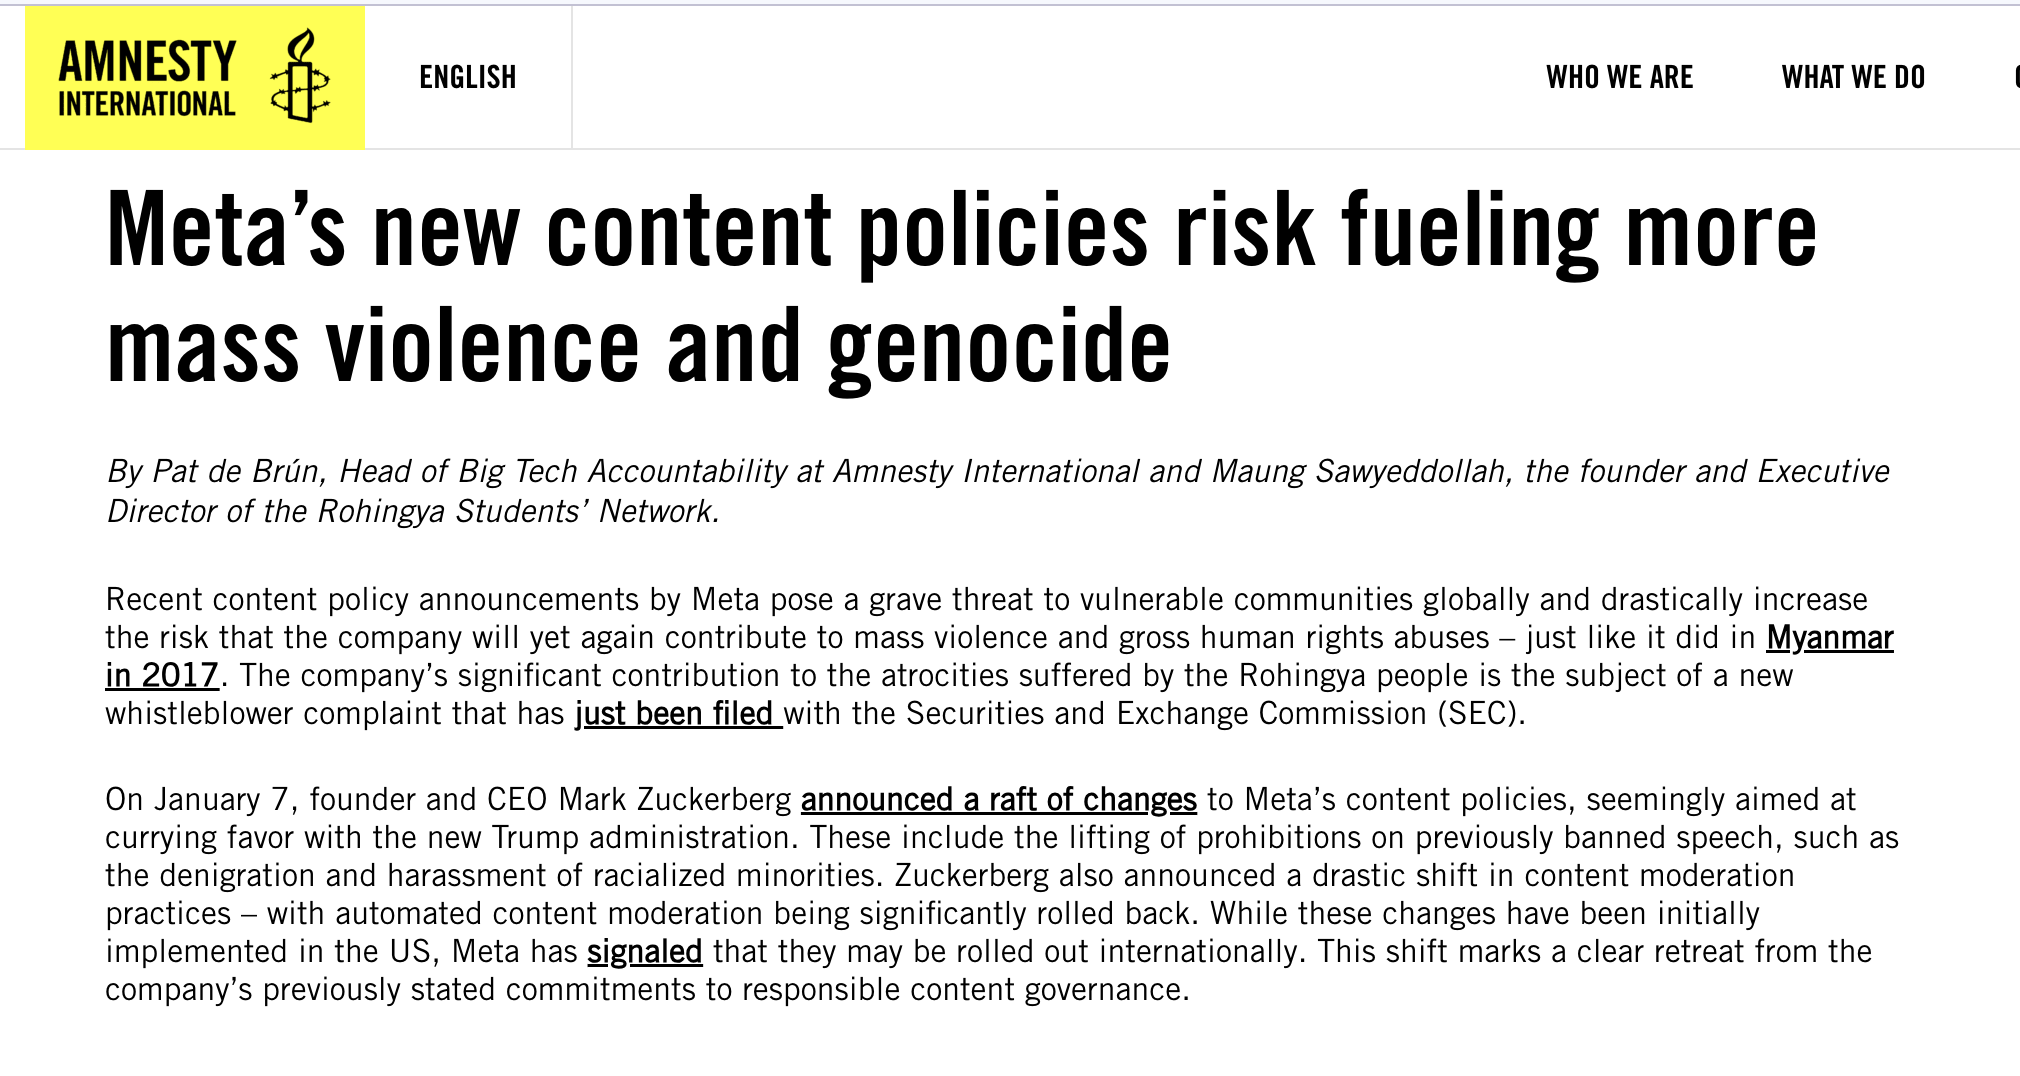 AMNESTY
INTERNATIONAL
ENGLISH
WHO WE ARE
WHAT WE DO
Meta’s new content policies risk fueling more
mass violence and genocide
By Pat de Brún, Head of Big Tech Accountability at Amnesty International and Maung Sawyeddollah, the founder and Executive
Director of the Rohingya Students’ Network.
Recent content policy announcements by Meta pose a grave threat to vulnerable communities globally and drastically increase
the risk that the company will yet again contribute to mass violence and gross human rights abuses – just like it did in Myanmar
in 2017. The company’s significant contribution to the atrocities suffered by the Rohingya people is the subject of a new
whistleblower complaint that has just been filed with the Securities and Exchange Commission (SEC).
On January 7, founder and CEO Mark Zuckerberg announced a raft of changes to Meta’s content policies, seemingly aimed at
currying favor with the new Trump administration. These include the lifting of prohibitions on previously banned speech, such as
the denigration and harassment of racialized minorities. Zuckerberg also announced a drastic shift in content moderation
practices – with automated content moderation being significantly rolled back. While these changes have been initially
implemented in the US, Meta has signaled that they may be rolled out internationally. This shift marks a clear retreat from the
company’s previously stated commitments to responsible content governance.